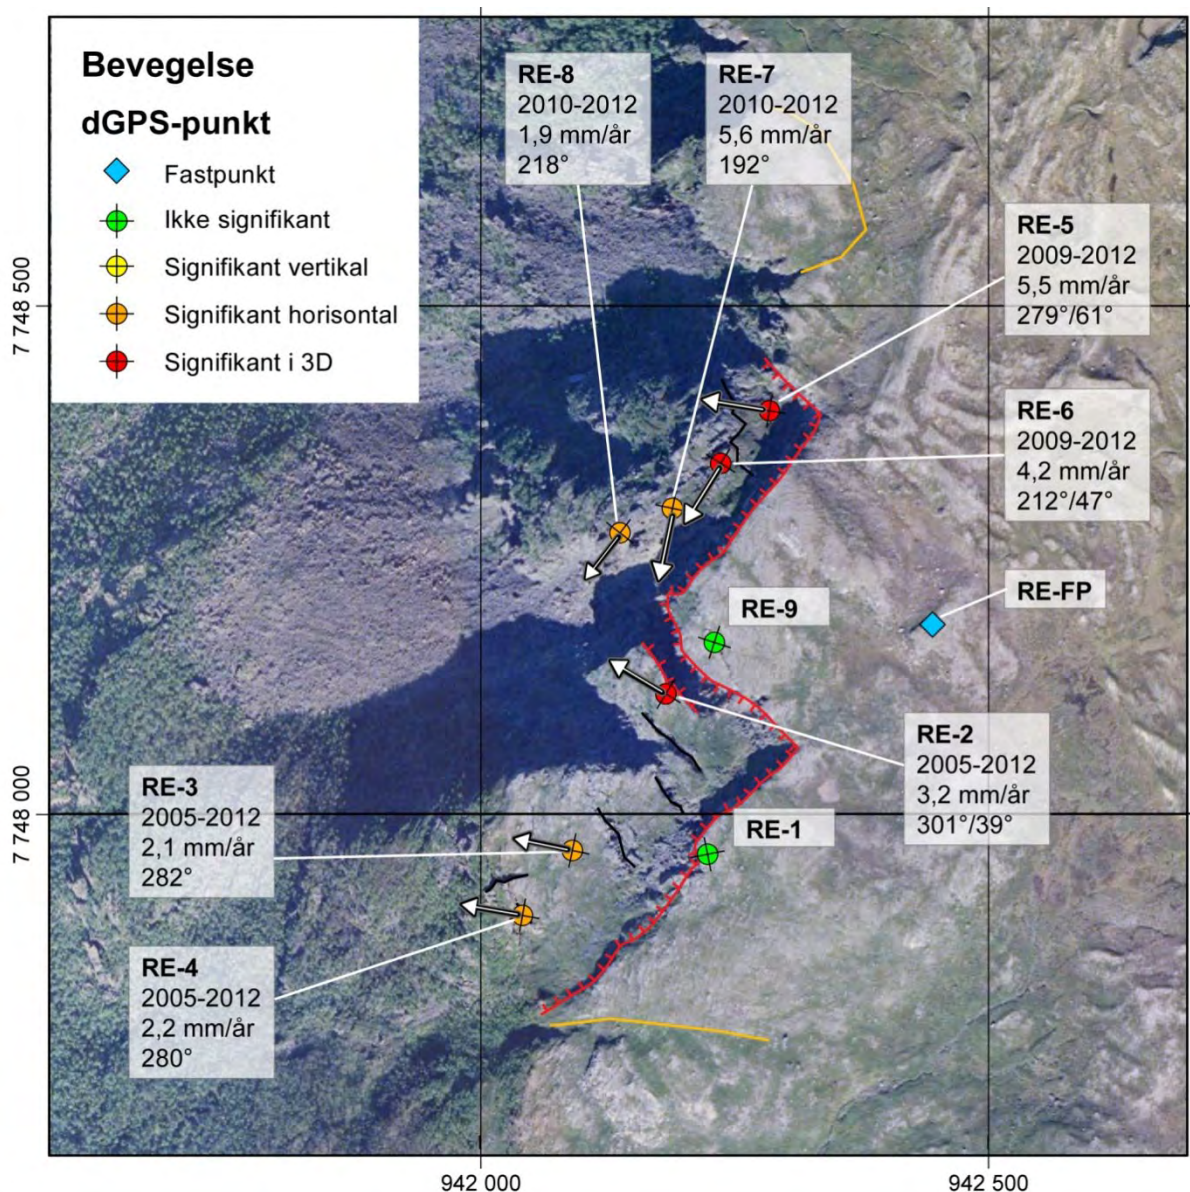 Bevegelse
dGPS-punkt
Fastpunkt
Ikke signifikant
Signifikant vertikal
Signifikant horisontal
Signifikant i 3D
RE-8
2010-2012
1,9 mm/år
218°
RE-7
2010-2012
5,6 mm/år
192°
RE-5
2009-2012
5,5 mm/år
279°/61°
RE-6
2009-2012
4,2 mm/år
212°/47°
RE-FP
RE-9
RE-2
2005-2012
3,2 mm/år
301°/39°
RE-1
RE-3
2005-2012
2,1 mm/år
282°
RE-4
2005-2012
2,2 mm/år
280°
7 748 500
7 748 000
942 000
942 500